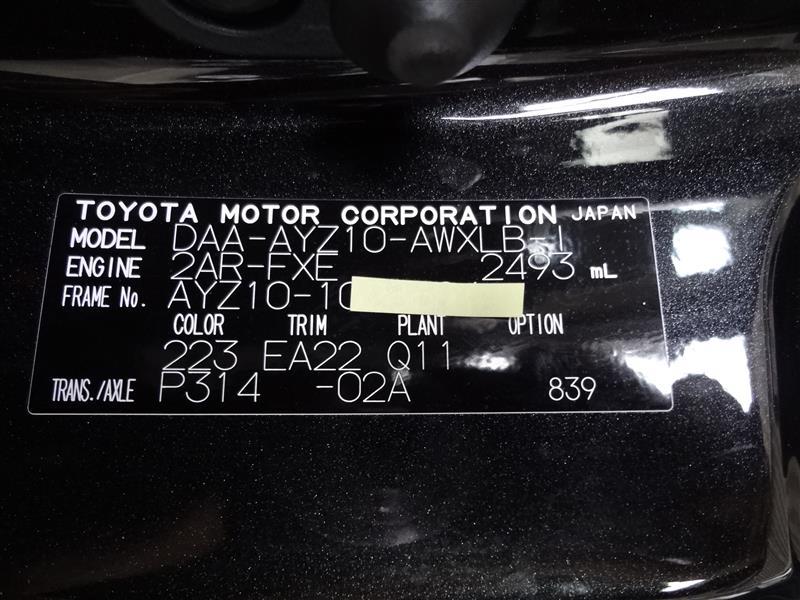 TOYOTA MOTOR CORPORATION JAPAN
MODEL DAA-AYZ10-AWXLB-I
ENGINE 2AR-FXE 2493 mL
FRAME No. AYZ10-10
COLOR TRIM PLANT OPTION
223 EA22 Q11
TRANS./AXLE P314 -02A 839